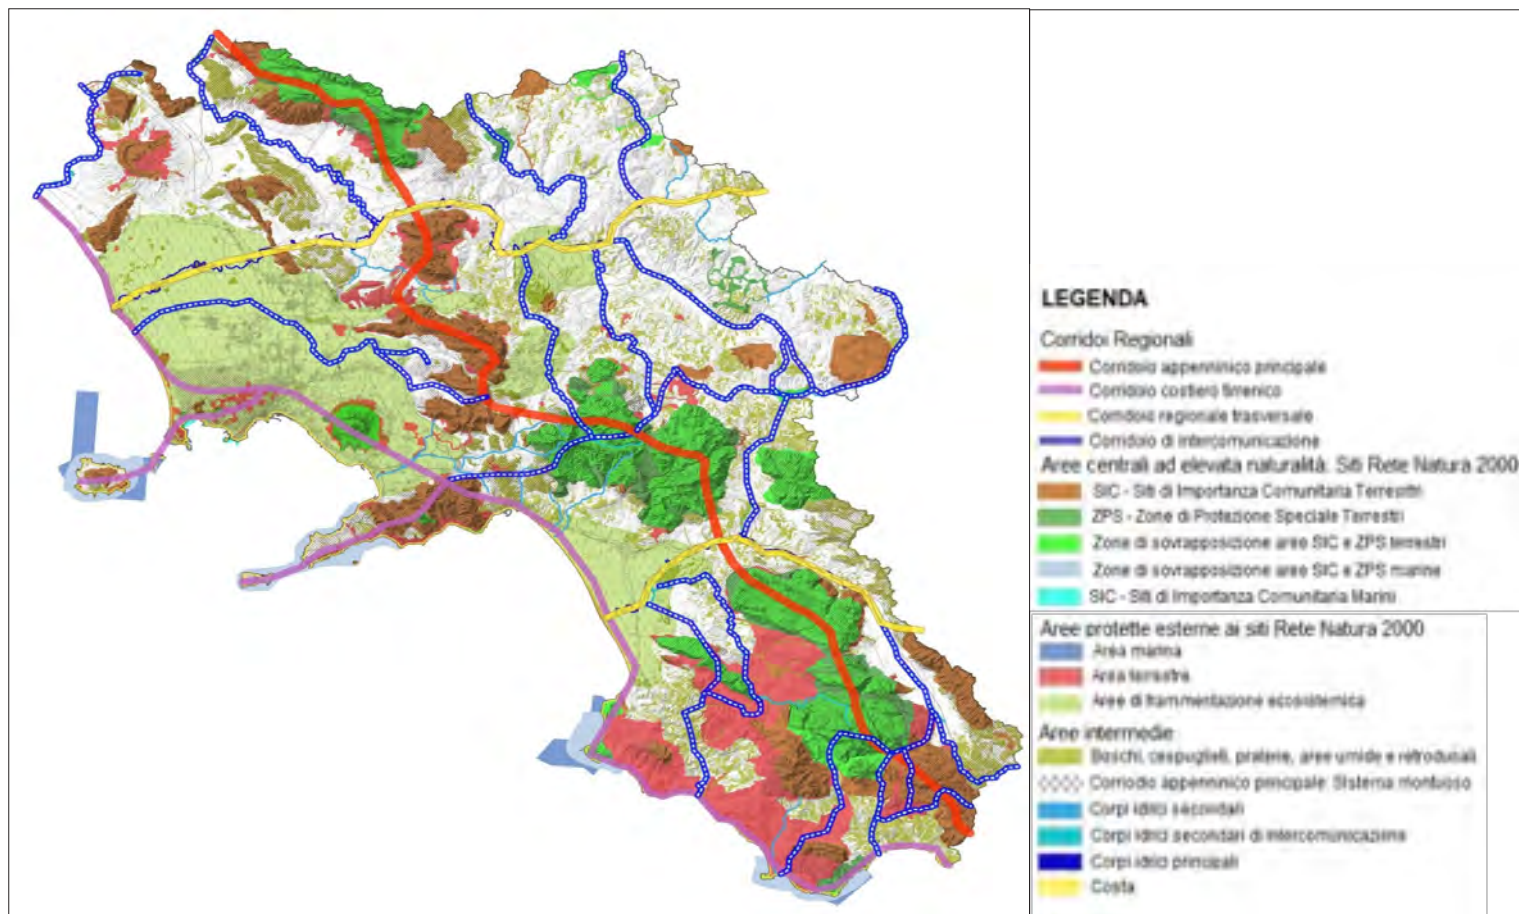 LEGENDA
Corridoi Regionali
Corridoio appenninico principale
Corridoio costiero tirrenico
Corridoio regionale trasversale
Corridoio di intercomunicazione
Aree centrali ad elevata naturalità: Siti Rete Natura 2000
SIC - Siti di Importanza Comunitaria Terrestri
ZPS - Zone di Protezione Speciale Terrestri
Zone di sovrapposizione aree SIC e ZPS terrestri
Zone di sovrapposizione aree SIC e ZPS marine
SIC - Siti di Importanza Comunitaria Marini
Aree protette esterne ai siti Rete Natura 2000
Area marina
Area terrestre
Aree di frammentazione ecosistemica
Aree intermedie
Boschi, cespuglieti, praterie, aree umide e retrodunali
Corridoio appenninico principale: Sistema montuoso
Corpi idrici secondari
Corpi idrici secondari di intercomunicazione
Corpi idrici principali
Costa